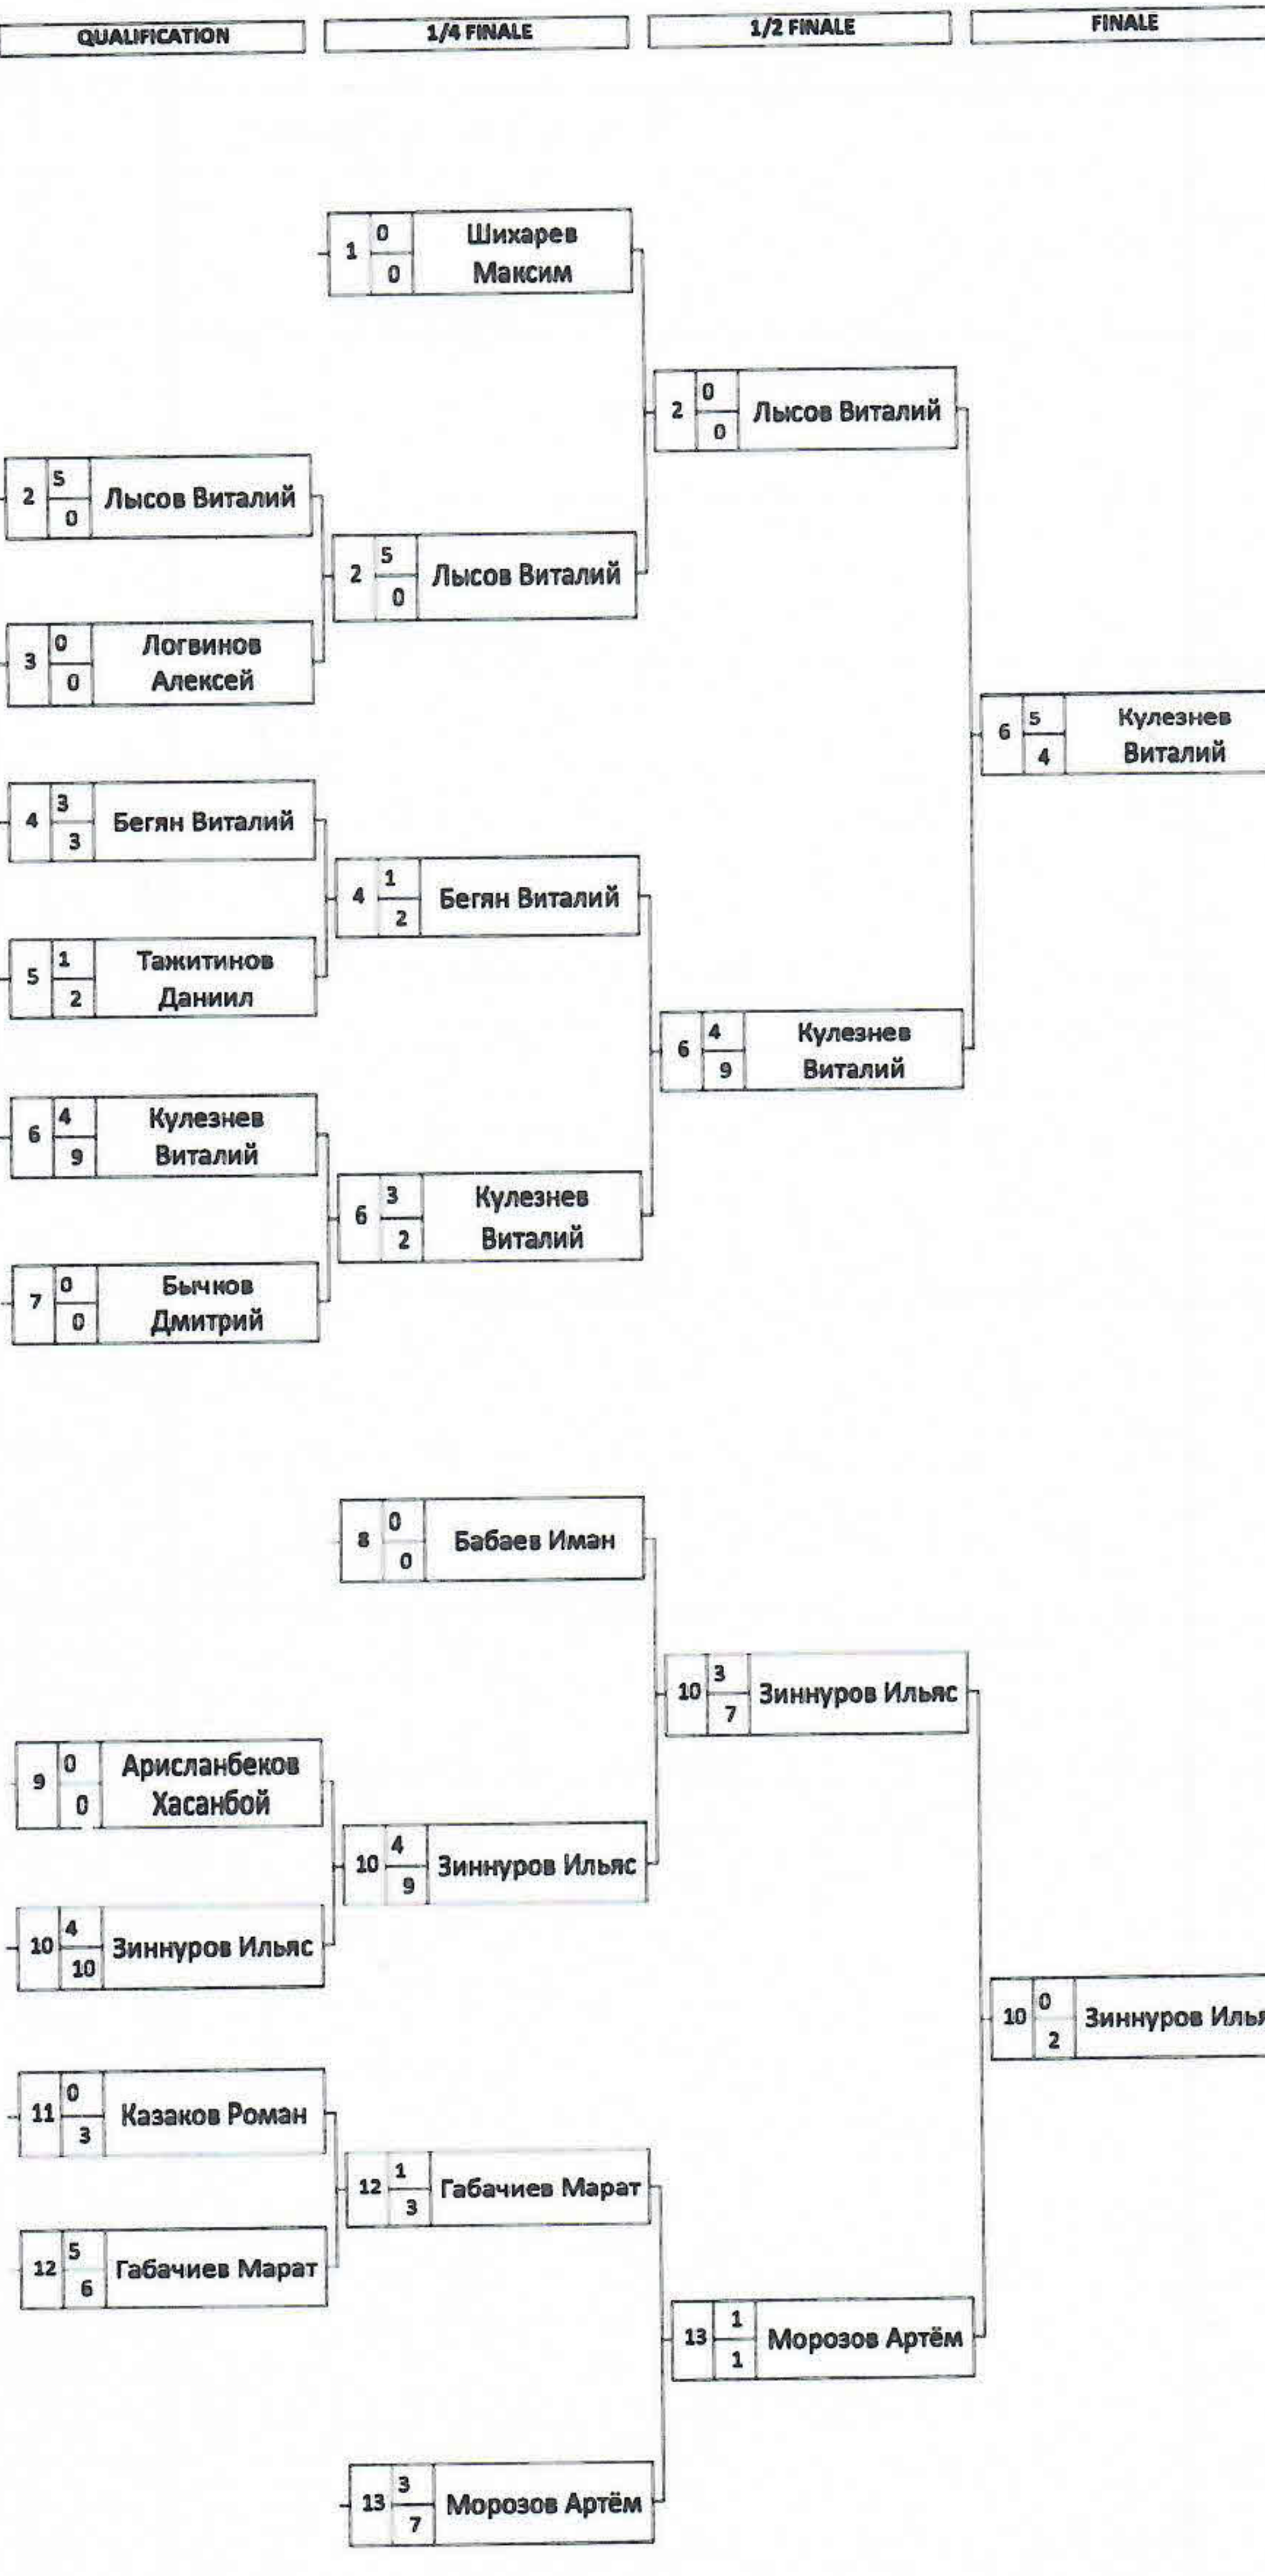 QUALIFICATION
1/4 FINALE
1/2 FINALE
FINALE
1
0
0
Шихарев
Максим
2
0
0
Лысов Виталий
2
5
0
Лысов Виталий
2
5
0
Лысов Виталий
3
0
0
Логвинов
Алексей
6
5
4
Кулезнев
Виталий
4
3
3
Бегян Виталий
4
1
2
Бегян Виталий
5
1
2
Тажитинов
Даниил
6
4
9
Кулезнев
Виталий
6
4
9
Кулезнев
Виталий
6
3
2
Кулезнев
Виталий
7
0
0
Бычков
Дмитрий
8
0
0
Бабаев Иман
10
3
7
Зиннуров Ильяс
9
0
0
Арисланбеков
Хасанбой
10
4
9
Зиннуров Ильяс
10
4
10
Зиннуров Ильяс
10
0
2
Зиннуров Илья
11
0
3
Казаков Роман
12
1
3
Габачиев Марат
12
5
6
Габачиев Марат
13
1
1
Морозов Артём
13
3
7
Морозов Артём